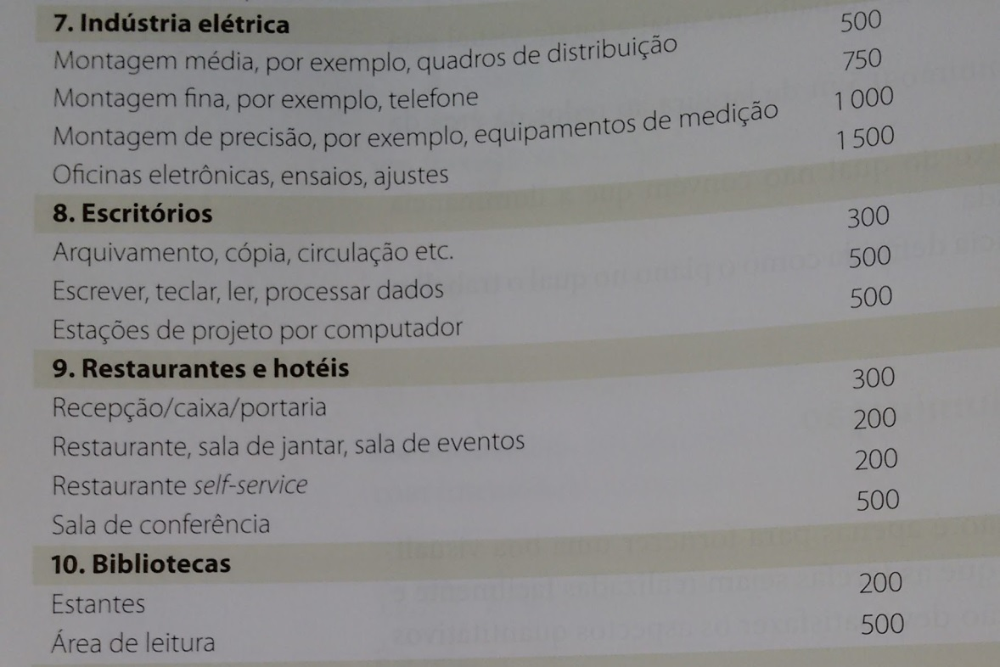 7. Indústria elétrica
Montagem média, por exemplo, quadros de distribuição 500
Montagem fina, por exemplo, telefone 750
Montagem de precisão, por exemplo, equipamentos de medição 1 000
Oficinas eletrônicas, ensaios, ajustes 1 500
8. Escritórios
Arquivamento, cópia, circulação etc. 300
Escrever, teclar, ler, processar dados 500
Estações de projeto por computador 500
9. Restaurantes e hotéis
Recepção/caixa/portaria 300
Restaurante, sala de jantar, sala de eventos 200
Restaurante self-service 200
Sala de conferência 500
10. Bibliotecas
Estantes 200
Área de leitura 500